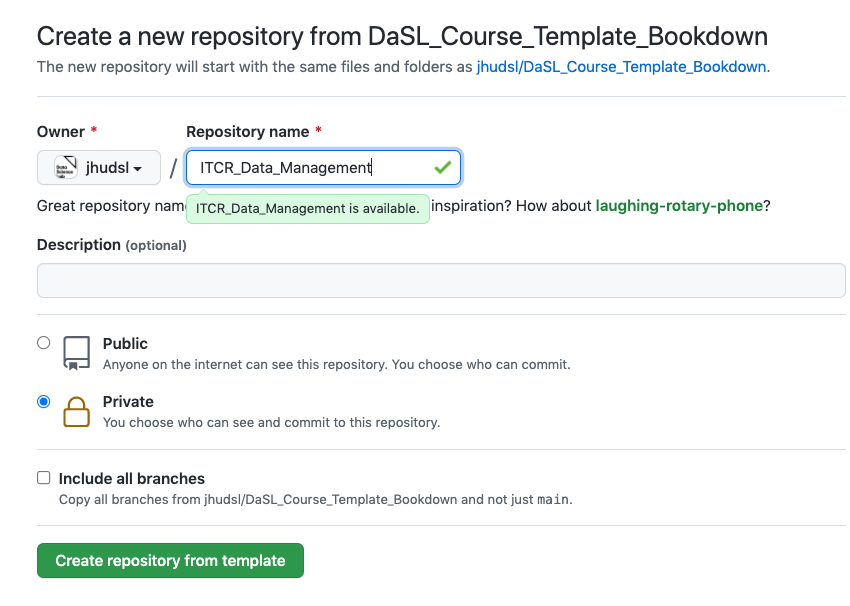 Create a new repository from DaSL_Course_Template_Bookdown
The new repository will start with the same files and folders as jhudsl/DaSL_Course_Template_Bookdown.
Owner *
Repository name *
Data Science Lab
jhudsl
/
ITCR_Data_Management
Great repository nam
ITCR_Data_Management is available.
inspiration? How about laughing-rotary-phone?
Description (optional)
Public
Anyone on the internet can see this repository. You choose who can commit.
Private
You choose who can see and commit to this repository.
Include all branches
Copy all branches from jhudsl/DaSL_Course_Template_Bookdown and not just main.
Create repository from template